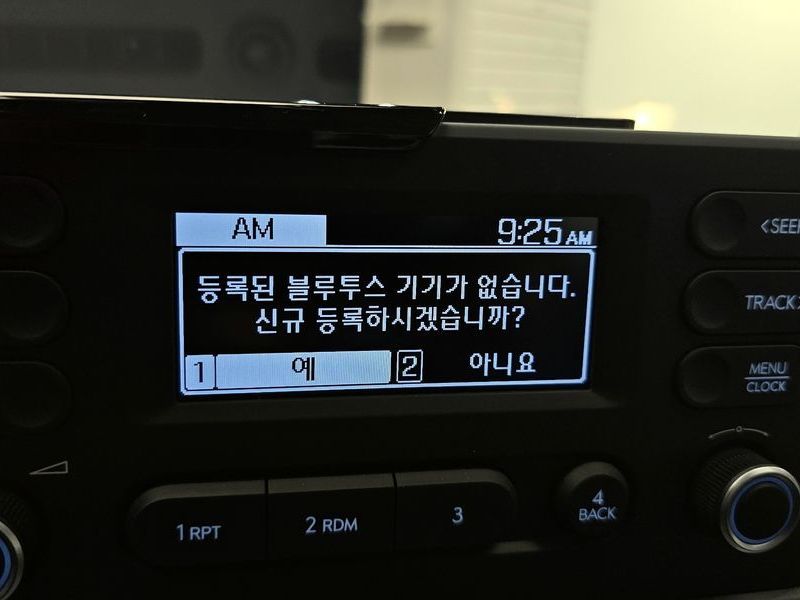 AM 9:25 AM
등록된 블루투스 기기가 없습니다.
신규 등록하시겠습니까?
1 예 2 아니요
<SEEK
TRACK>
MENU
CLOCK
1 RPT 2 RDM 3 4 BACK